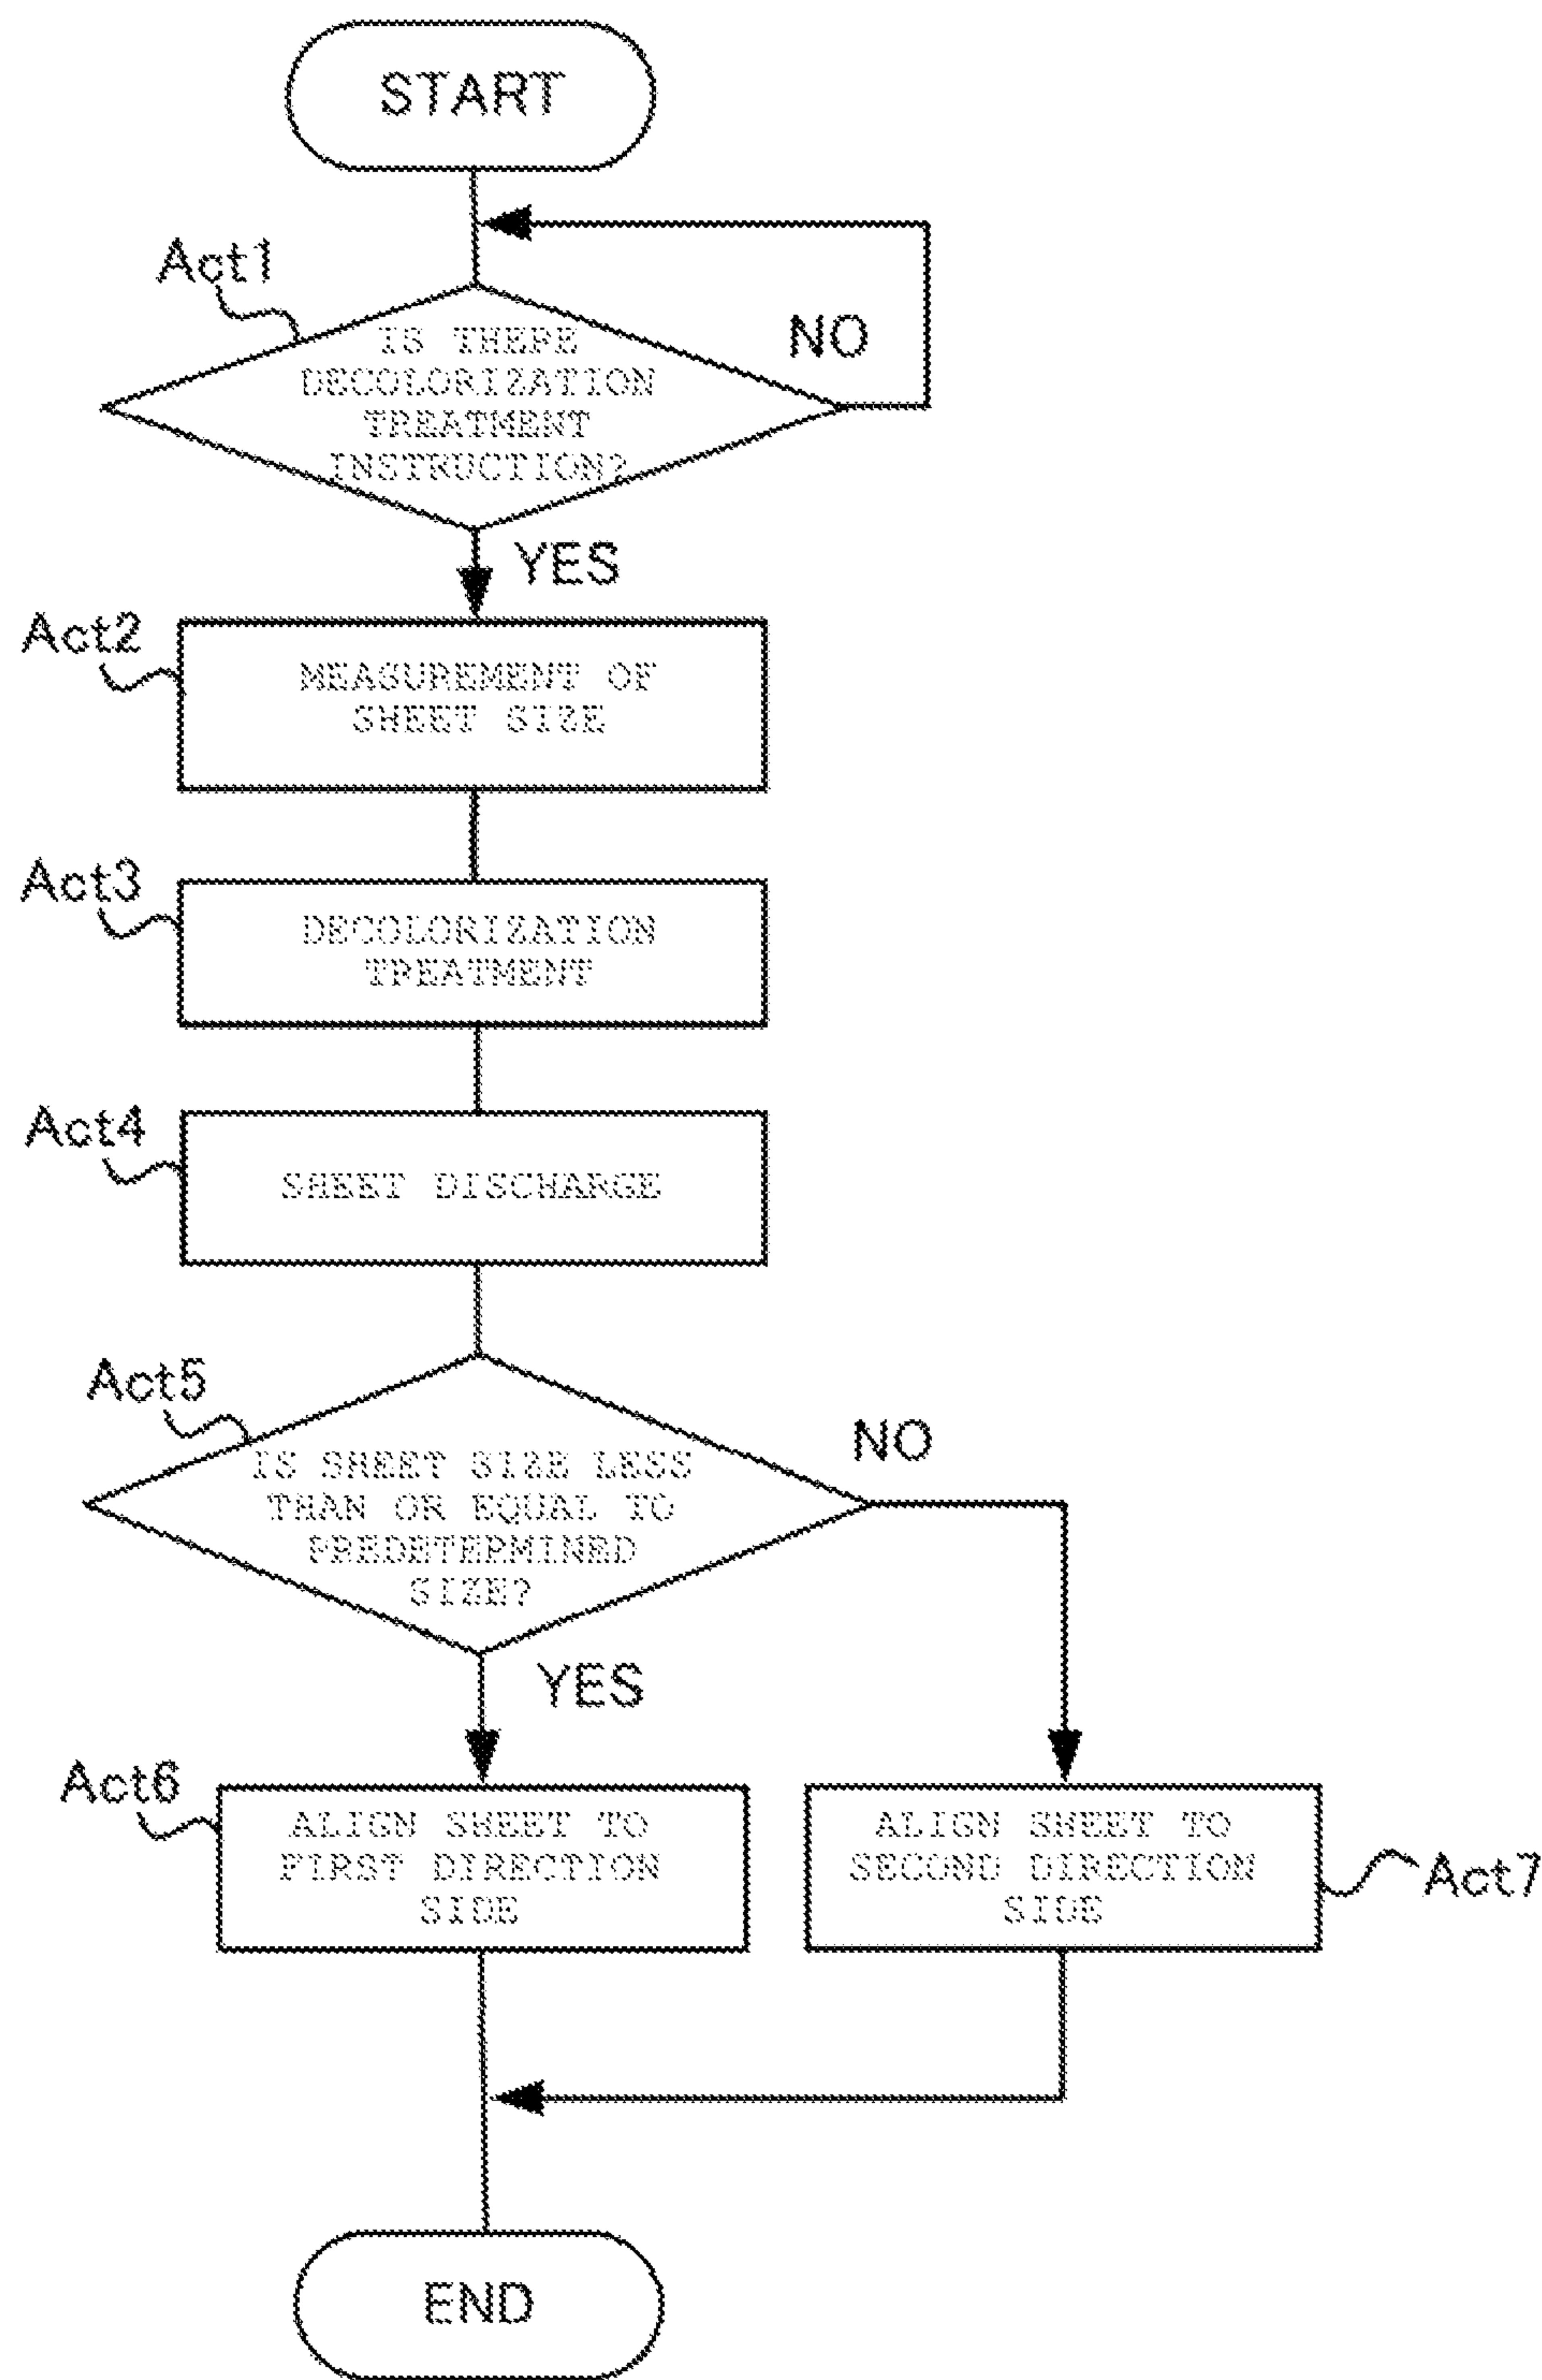 START
Act1
IS THERE
DECOLORIZATION
TREATMENT
INSTRUCTION?
NO
YES
Act2
MEASUREMENT OF
SHEET SIZE
Act3
DECOLORIZATION
TREATMENT
Act4
SHEET DISCHARGE
Act5
IS SHEET SIZE LESS
THAN OR EQUAL TO
PREDETERMINED
SIZE?
NO
YES
Act6
ALIGN SHEET TO
FIRST DIRECTION
SIDE
ALIGN SHEET TO
SECOND DIRECTION
SIDE
Act7
END